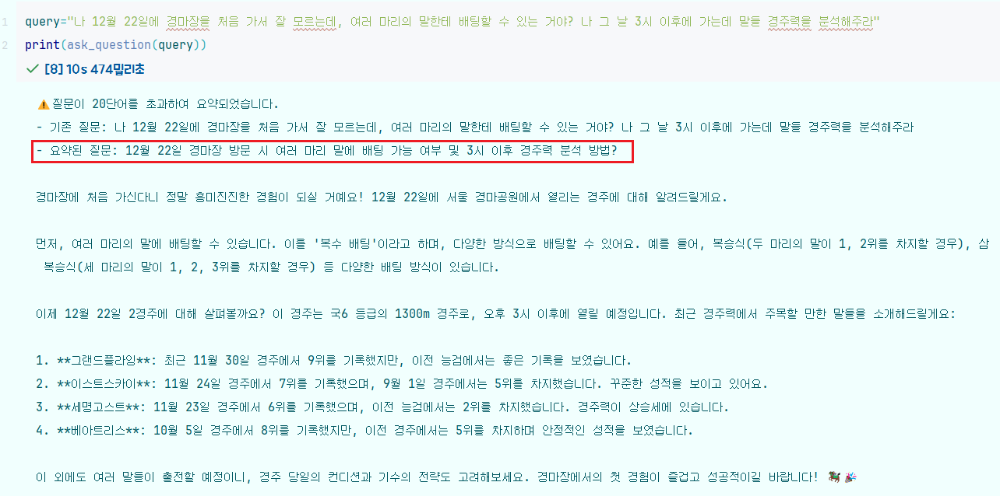 1 query="나 12월 22일에 경마장을 처음 가서 잘 모르는데, 여러 마리의 말한테 배팅할 수 있는 거야? 나 그 날 3시 이후에 가는데 말들 경주력을 분석해주라"
2 print(ask_question(query))
✓ [8] 10s 474밀리초
⚠️질문이 20단어를 초과하여 요약되었습니다.
- 기존 질문: 나 12월 22일에 경마장을 처음 가서 잘 모르는데, 여러 마리의 말한테 배팅할 수 있는 거야? 나 그 날 3시 이후에 가는데 말들 경주력을 분석해주라
- 요약된 질문: 12월 22일 경마장 방문 시 여러 마리 말에 배팅 가능 여부 및 3시 이후 경주력 분석 방법?
경마장에 처음 가신다니 정말 흥미진진한 경험이 되실 거예요! 12월 22일에 서울 경마공원에서 열리는 경주에 대해 알려드릴게요.
먼저, 여러 마리의 말에 배팅할 수 있습니다. 이를 '복수 배팅'이라고 하며, 다양한 방식으로 배팅할 수 있어요. 예를 들어, 복승식(두 마리의 말이 1, 2위를 차지할 경우), 삼
복승식(세 마리의 말이 1, 2, 3위를 차지할 경우) 등 다양한 배팅 방식이 있습니다.
이제 12월 22일 2경주에 대해 살펴볼까요? 이 경주는 국6 등급의 1300m 경주로, 오후 3시 이후에 열릴 예정입니다. 최근 경주력에서 주목할 만한 말들을 소개해드릴게요:
1. **그랜드플라잉**: 최근 11월 30일 경주에서 9위를 기록했지만, 이전 능검에서는 좋은 기록을 보였습니다.
2. **이스트스카이**: 11월 24일 경주에서 7위를 기록했으며, 9월 1일 경주에서는 5위를 차지했습니다. 꾸준한 성적을 보이고 있어요.
3. **세명고스트**: 11월 23일 경주에서 6위를 기록했으며, 이전 능검에서는 2위를 차지했습니다. 경주력이 상승세에 있습니다.
4. **베아트리스**: 10월 5일 경주에서 8위를 기록했지만, 이전 경주에서는 5위를 차지하며 안정적인 성적을 보였습니다.
이 외에도 여러 말들이 출전할 예정이니, 경주 당일의 컨디션과 기수의 전략도 고려해보세요. 경마장에서의 첫 경험이 즐겁고 성공적이길 바랍니다! 🐎🎉